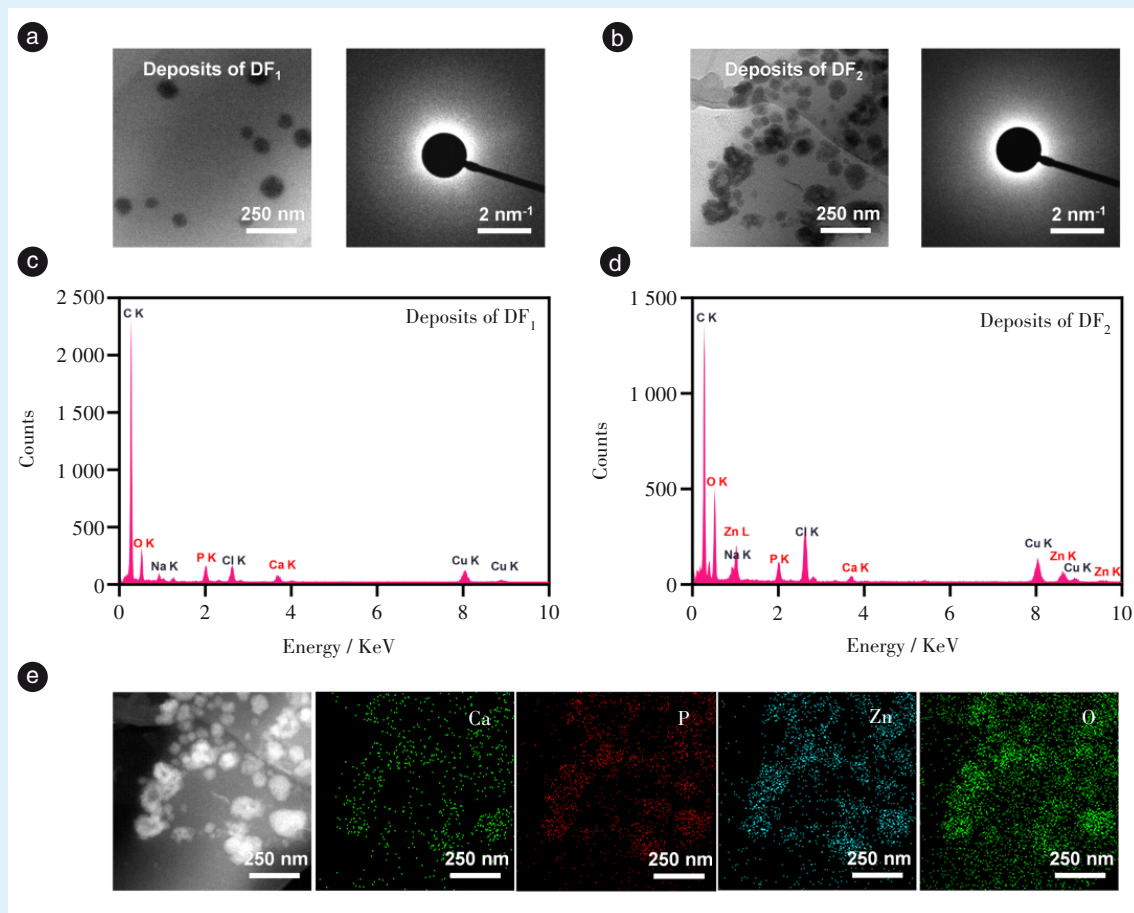 a
b
Deposits of DF1
250 nm
2 nm-1
Deposits of DF2
250 nm
2 nm-1
c
d
2 500
2 000
1 500
1 000
500
0
Counts
C K
O K
Na K
P K
Cl K
Ca K
Cu K
Cu K
Deposits of DF1
0
2
4
6
8
10
Energy / KeV
1 500
1 000
500
0
Counts
C K
O K
Zn L
Na K
P K
Cl K
Ca K
Cu K
Zn K
Cu K
Zn K
Deposits of DF2
0
2
4
6
8
10
Energy / KeV
e
250 nm
Ca
250 nm
P
250 nm
Zn
250 nm
O
250 nm